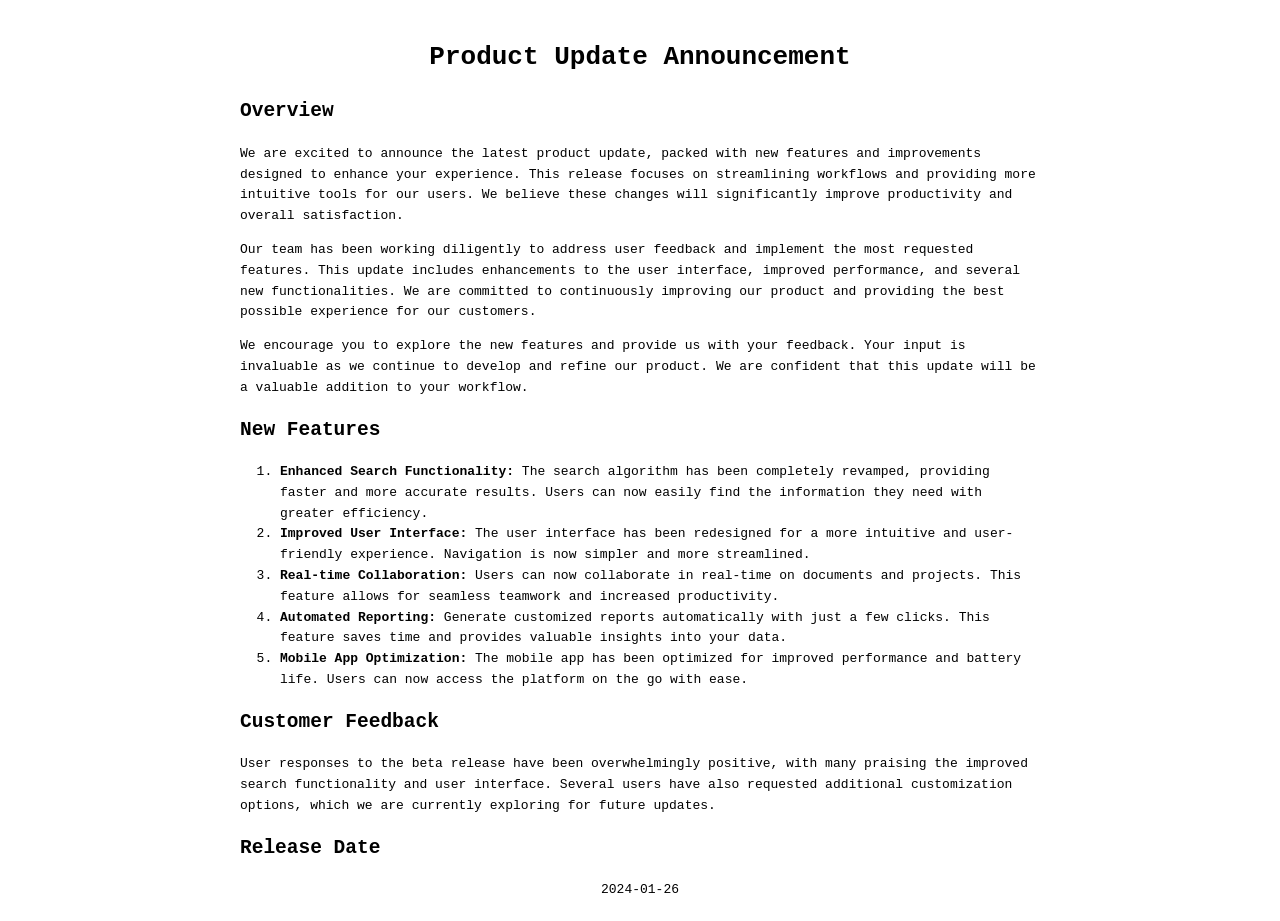 Product Update Announcement
Overview
We are excited to announce the latest product update, packed with new features and improvements
designed to enhance your experience. This release focuses on streamlining workflows and providing more
intuitive tools for our users. We believe these changes will significantly improve productivity and
overall satisfaction.
Our team has been working diligently to address user feedback and implement the most requested
features. This update includes enhancements to the user interface, improved performance, and several
new functionalities. We are committed to continuously improving our product and providing the best
possible experience for our customers.
We encourage you to explore the new features and provide us with your feedback. Your input is
invaluable as we continue to develop and refine our product. We are confident that this update will be
a valuable addition to your workflow.
New Features
1. Enhanced Search Functionality: The search algorithm has been completely revamped, providing
faster and more accurate results. Users can now easily find the information they need with
greater efficiency.
2. Improved User Interface: The user interface has been redesigned for a more intuitive and user-
friendly experience. Navigation is now simpler and more streamlined.
3. Real-time Collaboration: Users can now collaborate in real-time on documents and projects. This
feature allows for seamless teamwork and increased productivity.
4. Automated Reporting: Generate customized reports automatically with just a few clicks. This
feature saves time and provides valuable insights into your data.
5. Mobile App Optimization: The mobile app has been optimized for improved performance and battery
life. Users can now access the platform on the go with ease.
Customer Feedback
User responses to the beta release have been overwhelmingly positive, with many praising the improved
search functionality and user interface. Several users have also requested additional customization
options, which we are currently exploring for future updates.
Release Date
2024-01-26